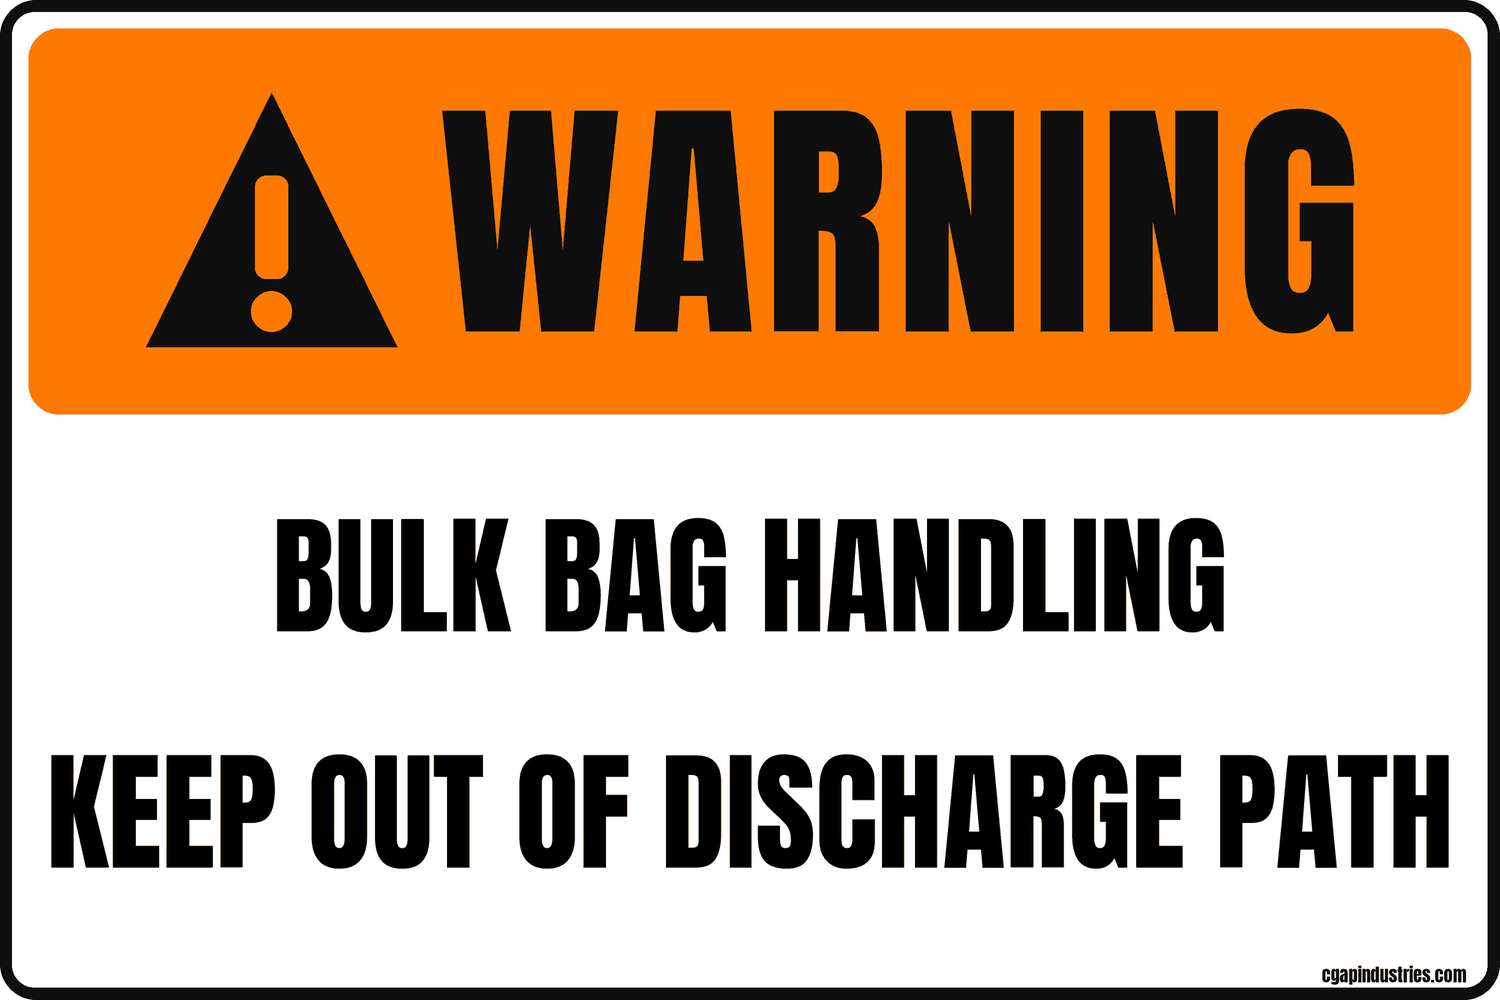 WARNING
BULK BAG HANDLING
KEEP OUT OF DISCHARGE PATH
cgapindustries.com